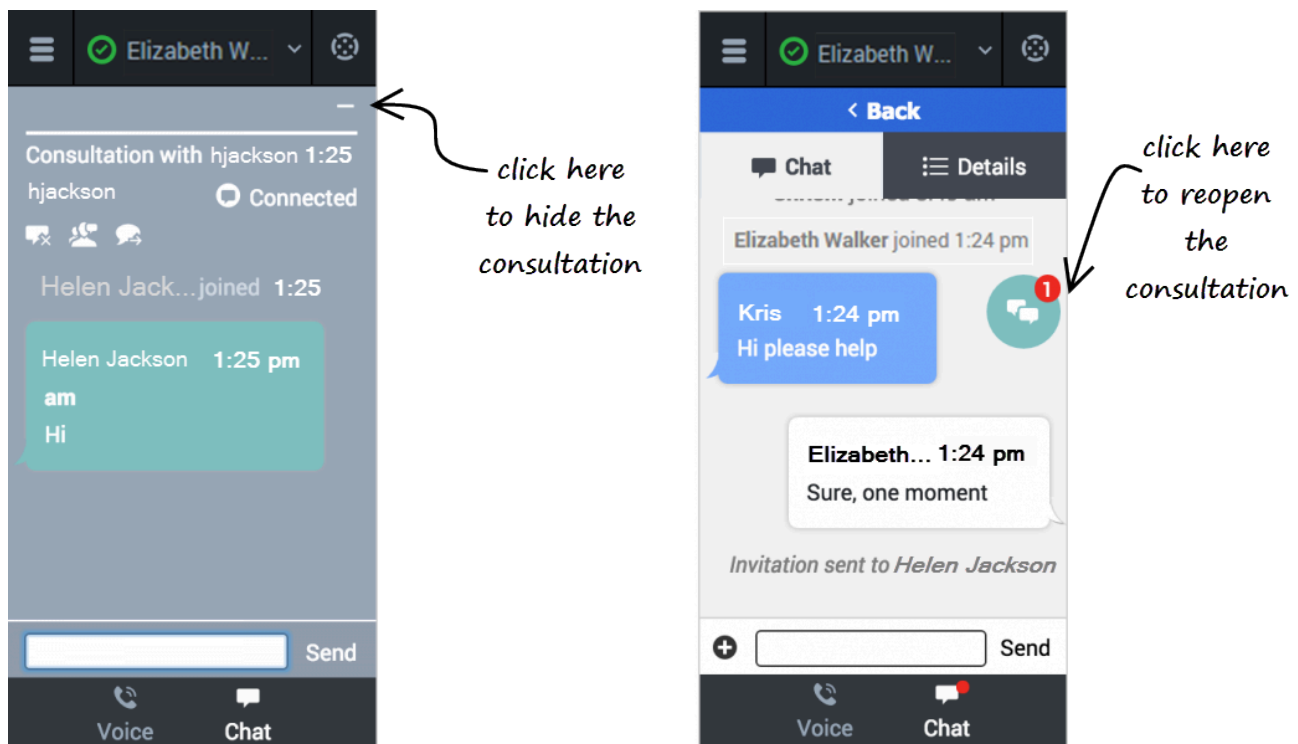 Elizabeth W...
Consultation with hjackson 1:25
hjackson Connected
Helen Jack...joined 1:25
Helen Jackson 1:25 pm
am
Hi
Send
Voice Chat
click here
to hide the
consultation
Elizabeth W...
< Back
Chat Details
Elizabeth Walker joined 1:24 pm
1
Kris 1:24 pm
Hi please help
Elizabeth... 1:24 pm
Sure, one moment
Invitation sent to Helen Jackson
Send
Voice Chat
click here
to reopen
the
consultation